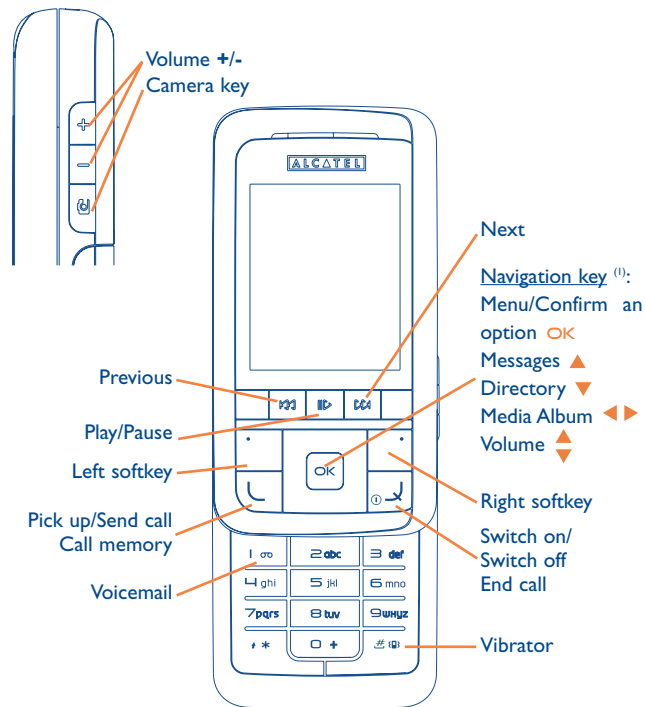 Volume +/-
Camera key
ALCATEL
Next
Navigation key (1):
Menu/Confirm an
option OK
Messages
Directory
Media Album
Volume
Previous
Play/Pause
Left softkey
OK
Right softkey
Pick up/Send call
Call memory
Switch on/
Switch off
End call
Voicemail
1 2 abc 3 def
4 ghi 5 jkl 6 mno
7 pqrs 8 tuv 9 wxyz
* 0 + #
Vibrator